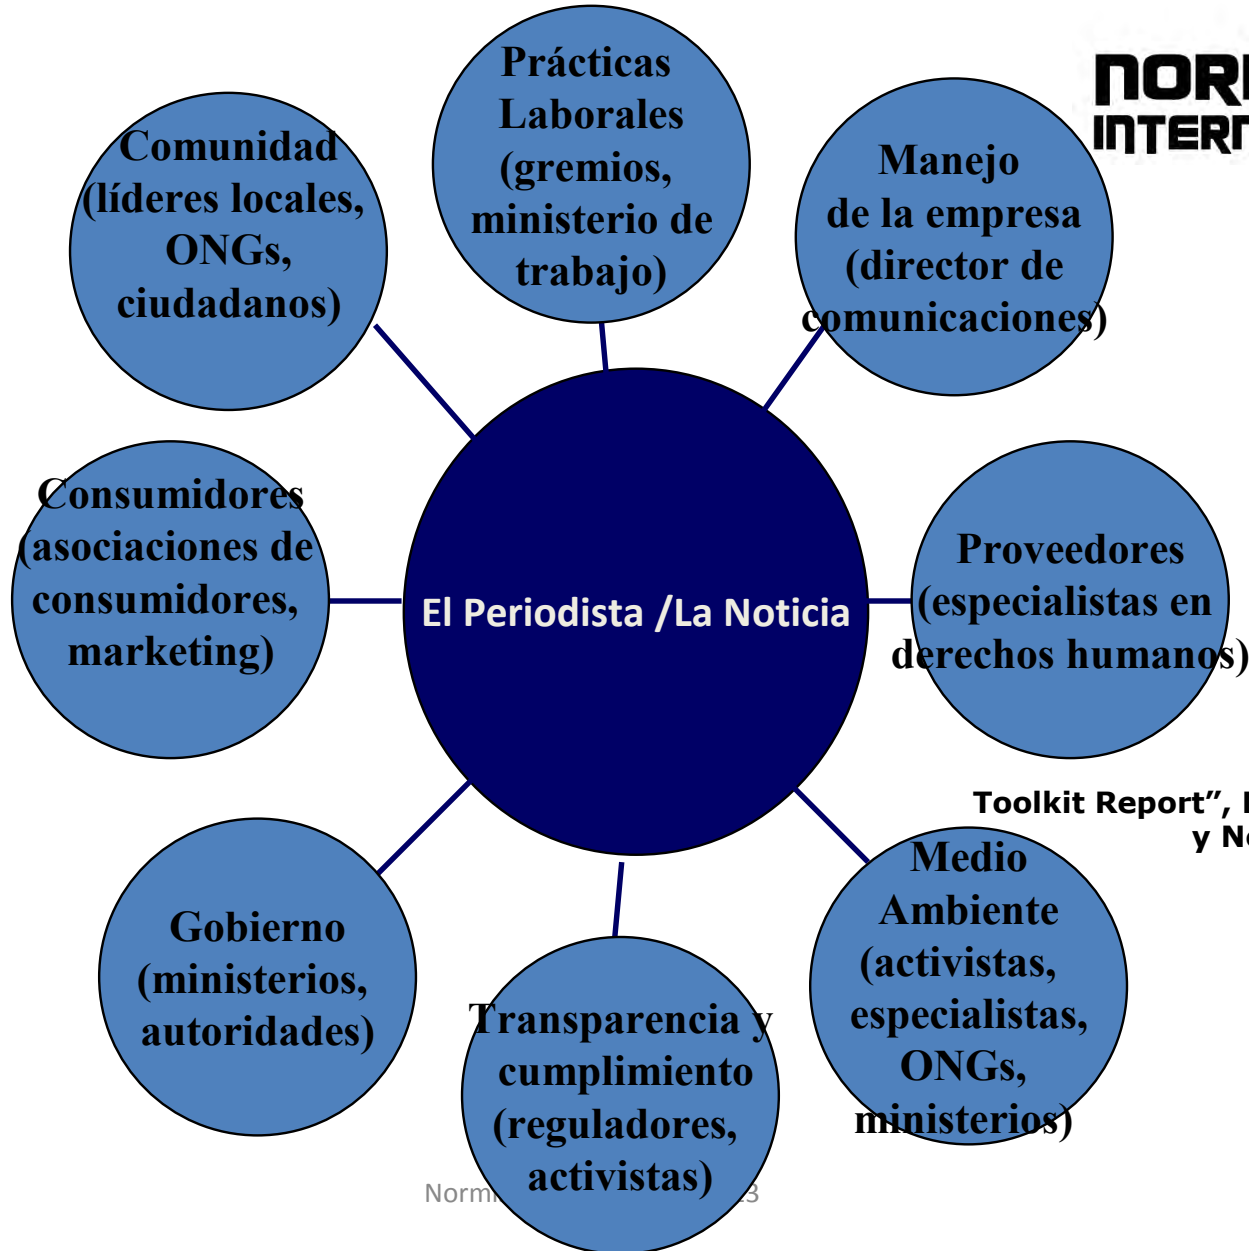 Prácticas
Laborales
(gremios,
ministerio de
trabajo)
Comunidad
(líderes locales,
ONGs,
ciudadanos)
Manejo
de la empresa
(director de
comunicaciones)
Consumidores
(asociaciones de
consumidores,
marketing)
El Periodista /La Noticia
Proveedores
(especialistas en
derechos humanos)
Toolkit Report”,
y
Medio
Ambiente
(activistas,
especialistas,
ONGs,
ministerios)
Gobierno
(ministerios,
autoridades)
Transparencia y
cumplimiento
(reguladores,
activistas)